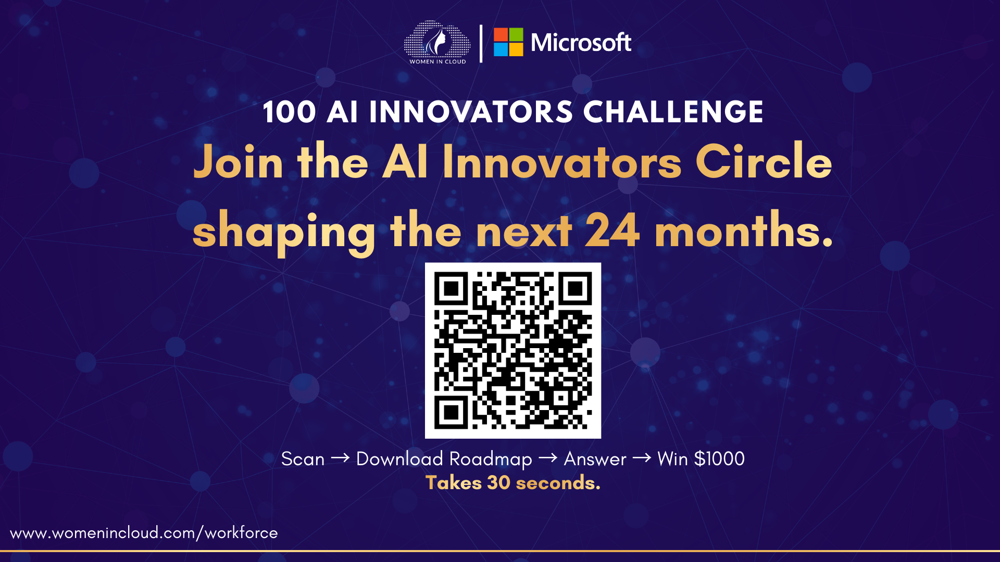 WOMEN IN CLOUD
Microsoft
100 AI INNOVATORS CHALLENGE
Join the AI Innovators Circle
shaping the next 24 months.
Scan → Download Roadmap → Answer → Win $1000
Takes 30 seconds.
www.womenincloud.com/workforce